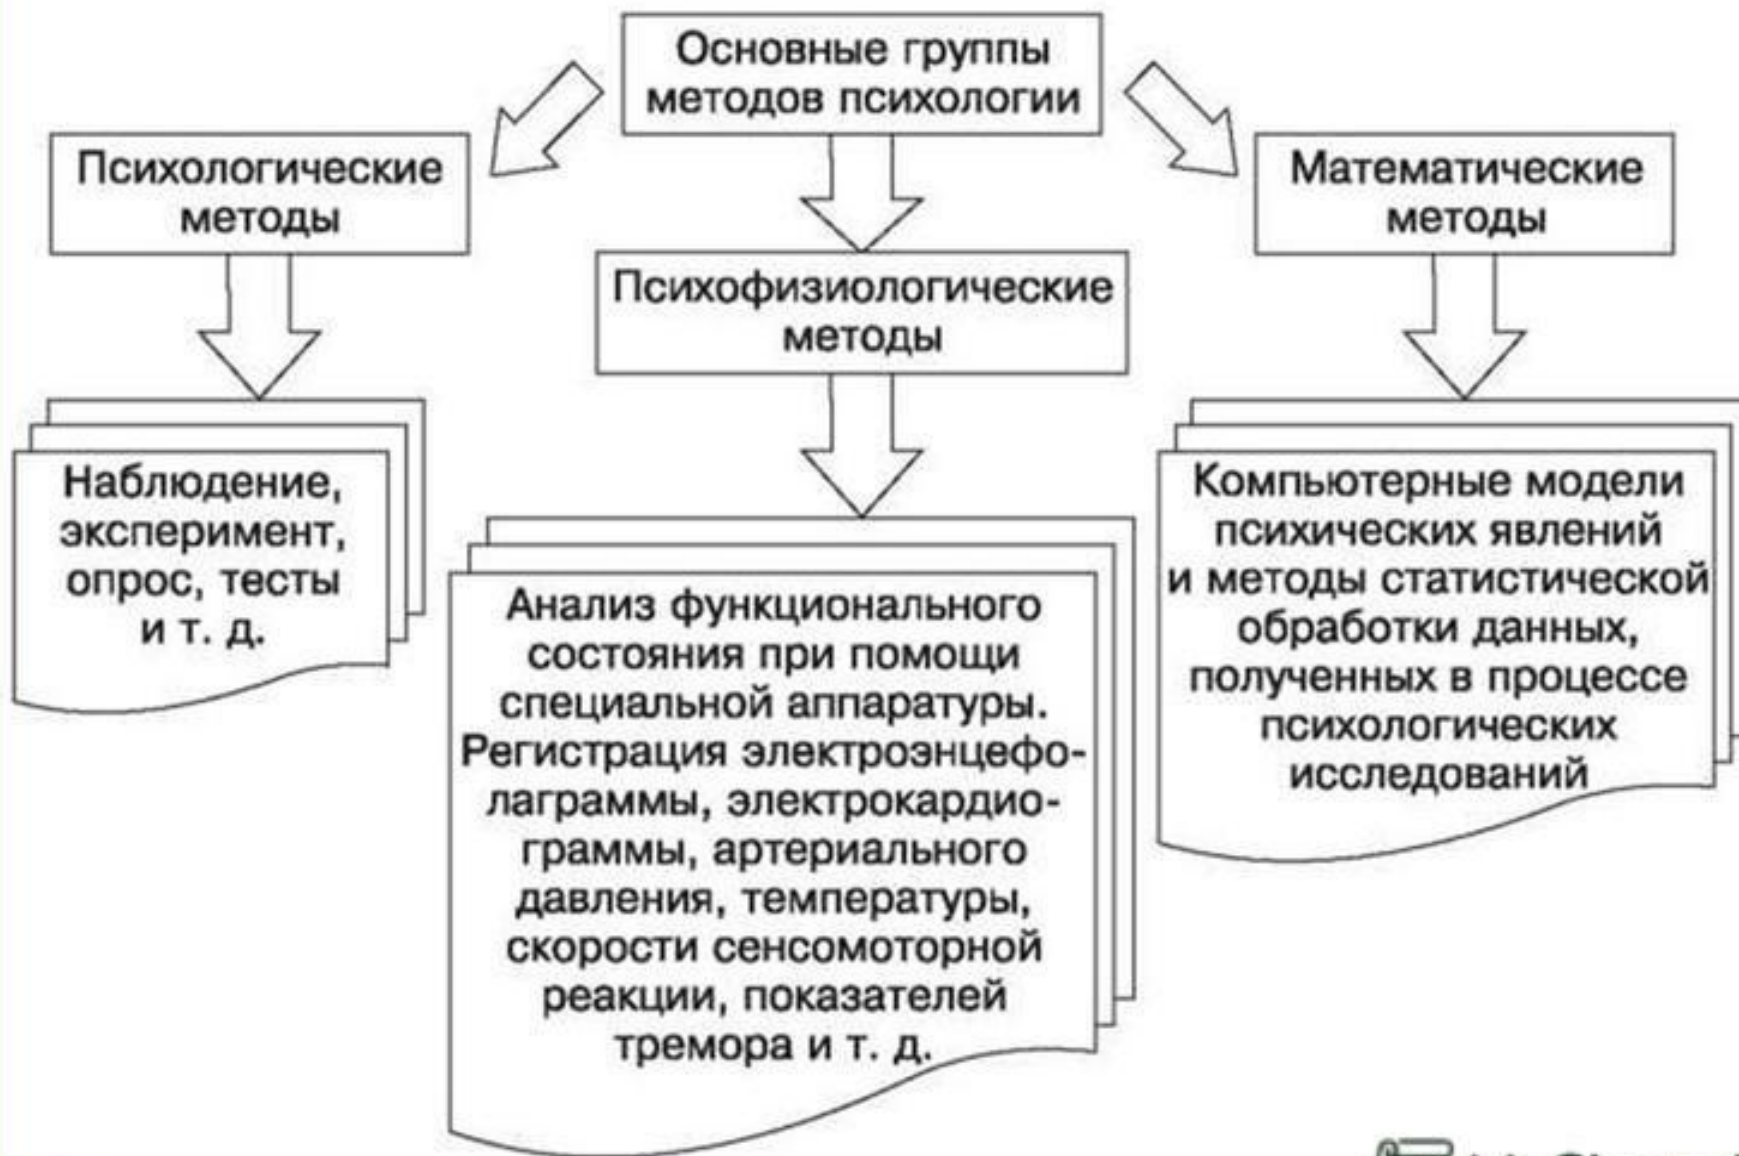 Основные группы
методов психологии
Психологические
методы
Психофизиологические
методы
Математические
методы
Наблюдение,
эксперимент,
опрос, тесты
и т. д.
Анализ функционального
состояния при помощи
специальной аппаратуры.
Регистрация электроэнцефо-
лаграммы, электрокардио-
граммы, артериального
давления, температуры,
скорости сенсомоторной
реакции, показателей
тремора и т. д.
Компьютерные модели
психических явлений
и методы статистической
обработки данных,
полученных в процессе
психологических
исследований